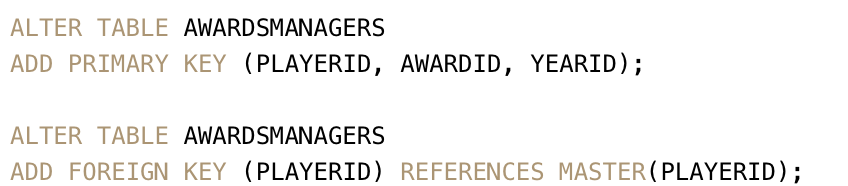 ALTER TABLE AWARDSMANAGERS
ADD PRIMARY KEY (PLAYERID, AWARDID, YEARID);
ALTER TABLE AWARDSMANAGERS
ADD FOREIGN KEY (PLAYERID) REFERENCES MASTER(PLAYERID);